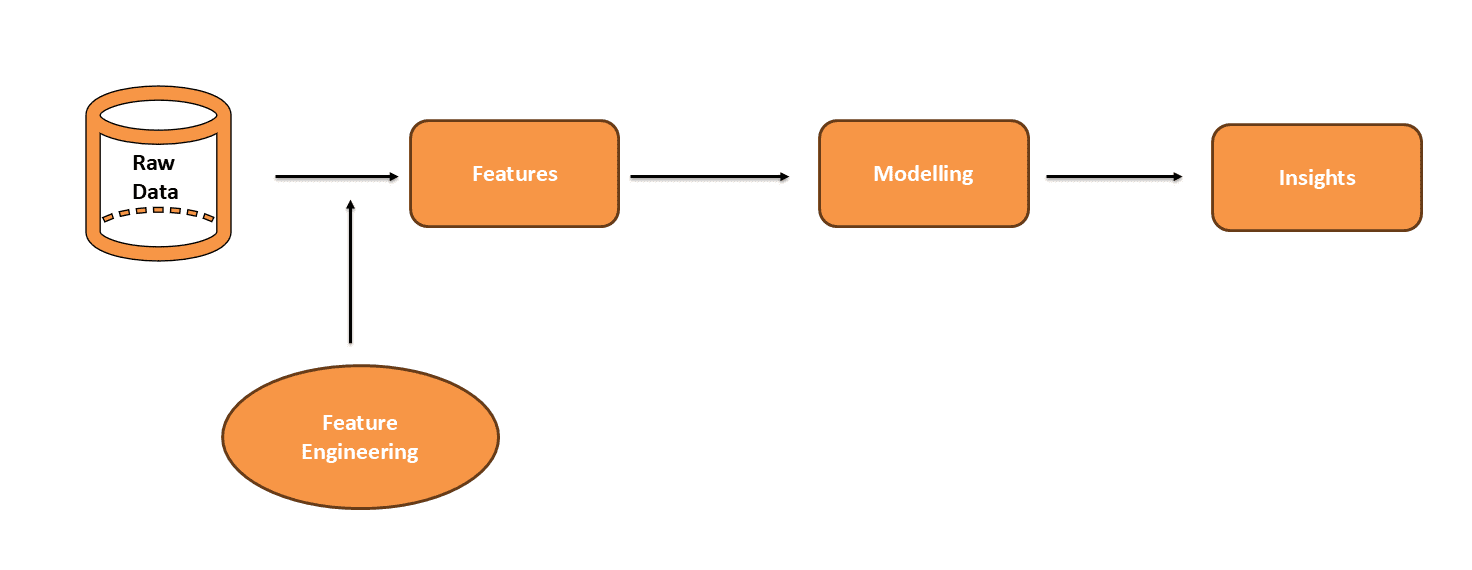 Raw
Data
Features
Modelling
Insights
Feature
Engineering